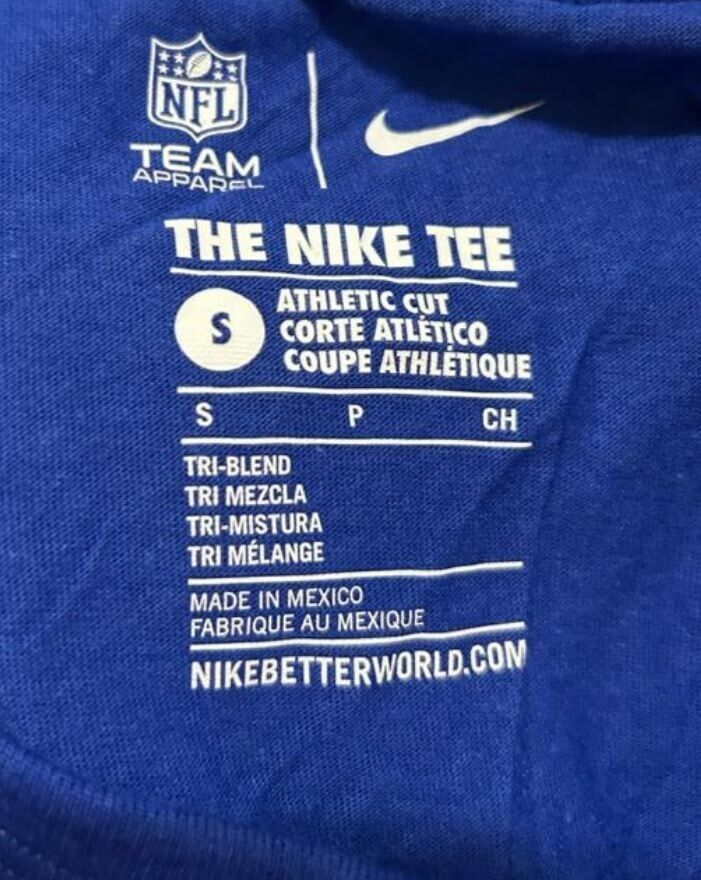 NFL
TEAM
APPAREL
THE NIKE TEE
S
ATHLETIC CUT
CORTE ATLÉTICO
COUPE ATHLÉTIQUE
S P CH
TRI-BLEND
TRI MEZCLA
TRI-MISTURA
TRI MÉLANGE
MADE IN MEXICO
FABRIQUE AU MEXIQUE
NIKEBETTERWORLD.COM